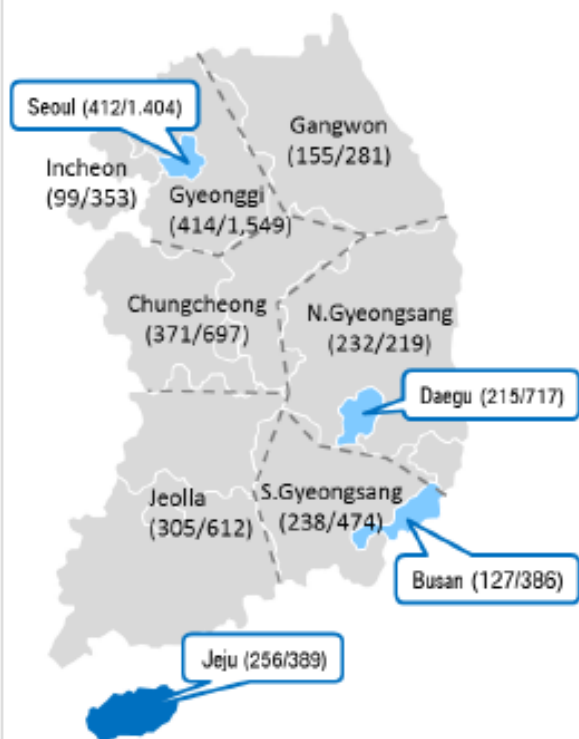 Seoul (412/1.404)
Gangwon
(155/281)
Incheon
(99/353)
Gyeonggi
(414/1,549)
Chungcheong
(371/697)
N.Gyeongsang
(232/219)
Daegu (215/717)
Jeolla
(305/612)
S.Gyeongsang
(238/474)
Busan (127/386)
Jeju (256/389)